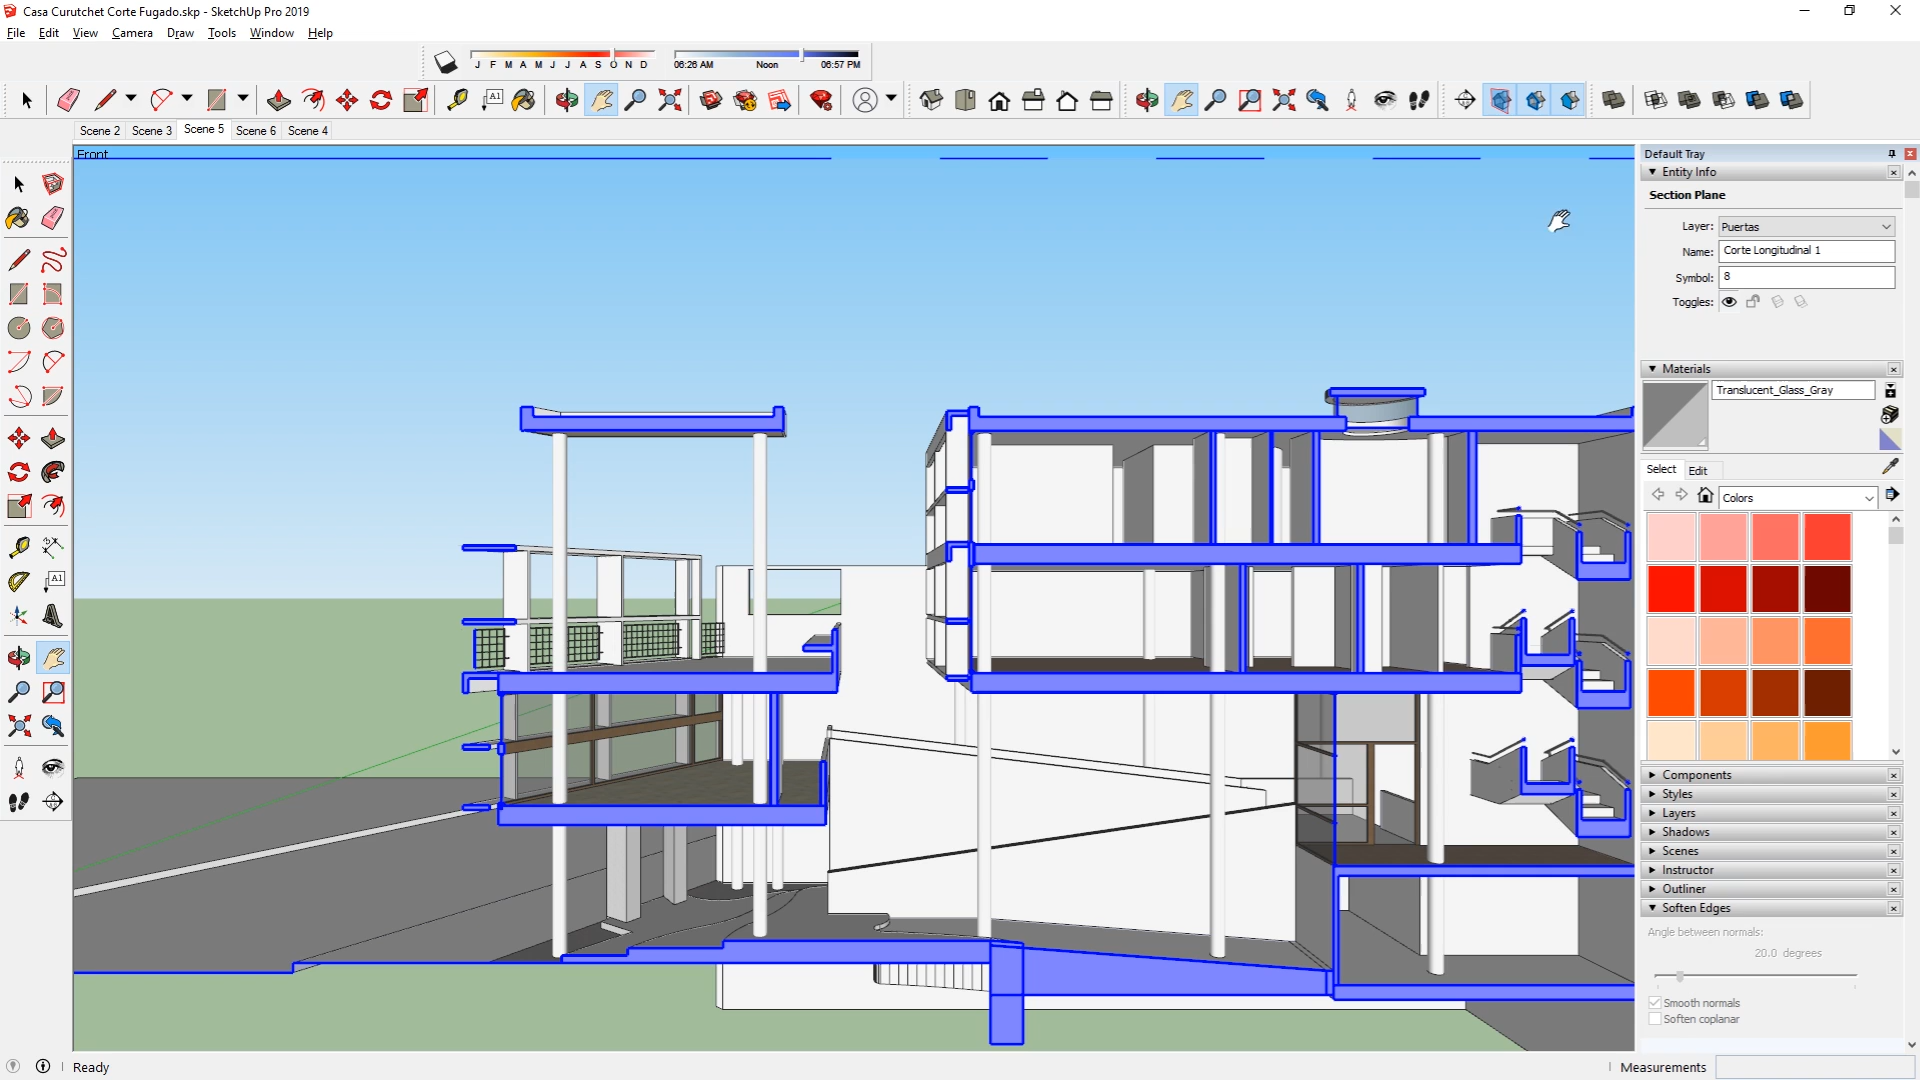 Casa Curutchet Corte Fugado.skp - SketchUp Pro 2019
File Edit View Camera Draw Tools Window Help
J F M A M J J A S O N D
06:26 AM Noon 06:57 PM
A1
Scene 2 Scene 3 Scene 5 Scene 6 Scene 4
Front
Default Tray
Entity Info
Section Plane
Layer: Puertas
Name: Corte Longitudinal 1
Symbol: 8
Toggles:
Materials
Translucent_Glass_Gray
Select Edit
Colors
A1
Components
Styles
Layers
Shadows
Scenes
Instructor
Outliner
Soften Edges
Angle between normals:
20.0 degrees
Smooth normals
Soften coplanar
Ready
Measurements